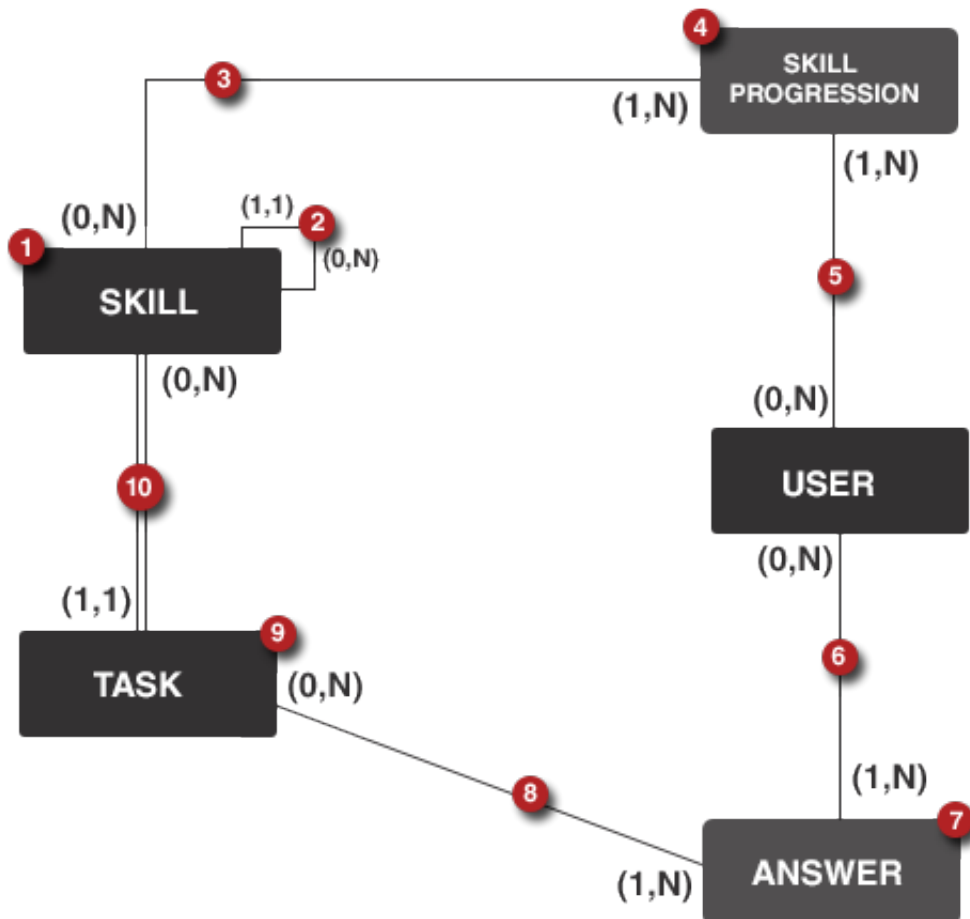 4
SKILL
PROGRESSION
3
(1,N)
(1,N)
(0,N)
(1,1)
2
(0,N)
1
SKILL
5
(0,N)
(0,N)
USER
10
(0,N)
(1,1)
9
TASK
(0,N)
6
8
(1,N)
7
(1,N)
ANSWER